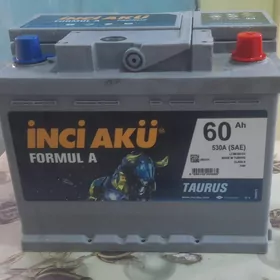 İNCİ AKÜ
FORMUL A
60 Ah
530A (SAE)
TAURUS